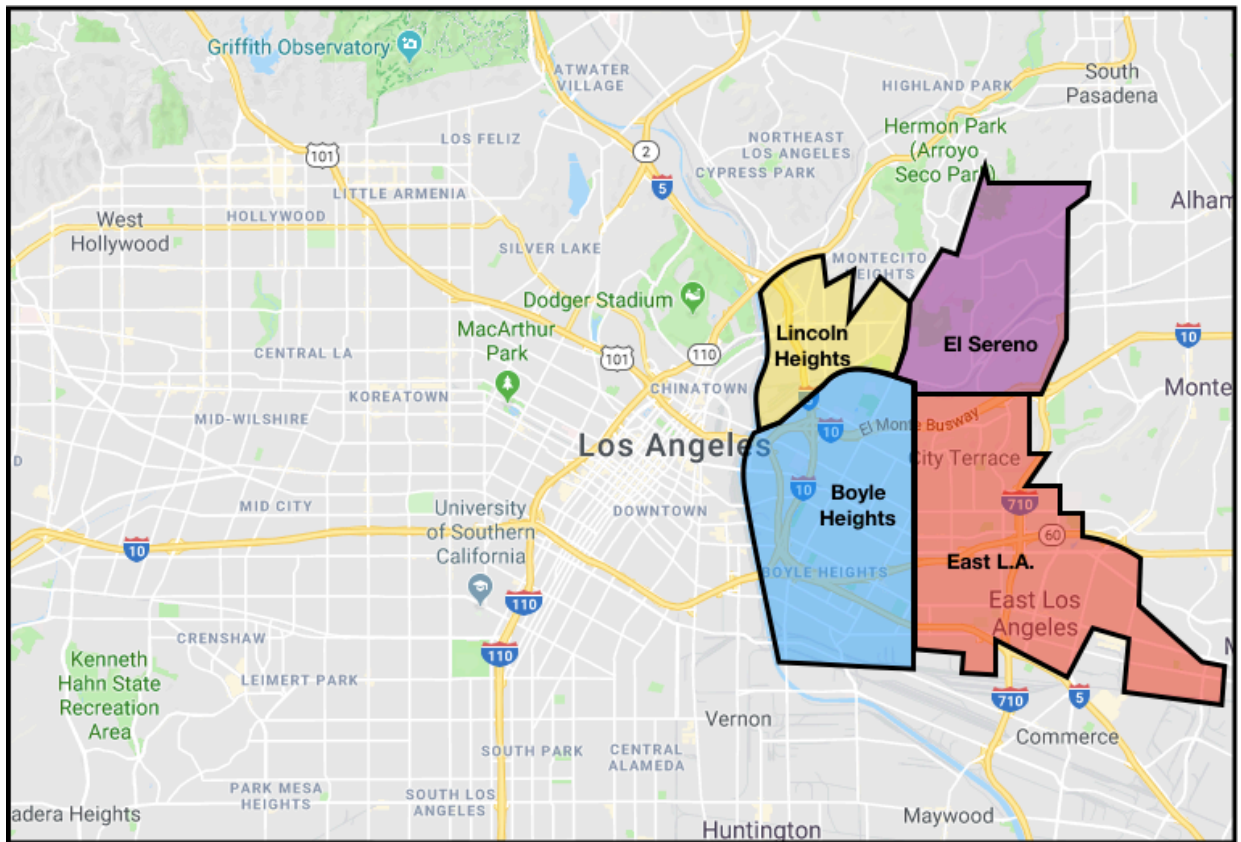 Griffith Observatory
ATWATER
VILLAGE
South
Pasadena
HIGHLAND PARK
LOS FELIZ
Hermon Park
(Arroyo
Seco Park)
NORTHEAST
LOS ANGELES
101
2
CYPRESS PARK
5
LITTLE ARMENIA
HOLLYWOOD
West
Hollywood
Alham
SILVER LAKE
MONTECITO
HEIGHTS
Dodger Stadium
MacArthur
Park
Lincoln
Heights
El Sereno
10
CENTRAL LA
101
110
CHINATOWN
Monte
KOREATOWN
MID-WILSHIRE
10
El Monte Busway
Los Angeles
City Terrace
D
MID CITY
University
of Southern
California
DOWNTOWN
10
Boyle
Heights
710
60
10
BOYLE HEIGHTS
East L.A.
110
East Los
Angeles
CRENSHAW
110
Kenneth
Hahn State
Recreation
Area
LEIMERT PARK
M
710
5
Vernon
Commerce
SOUTH PARK
CENTRAL
ALAMEDA
PARK MESA
HEIGHTS
SOUTH LOS
ANGELES
adera Heights
Maywood
Huntington